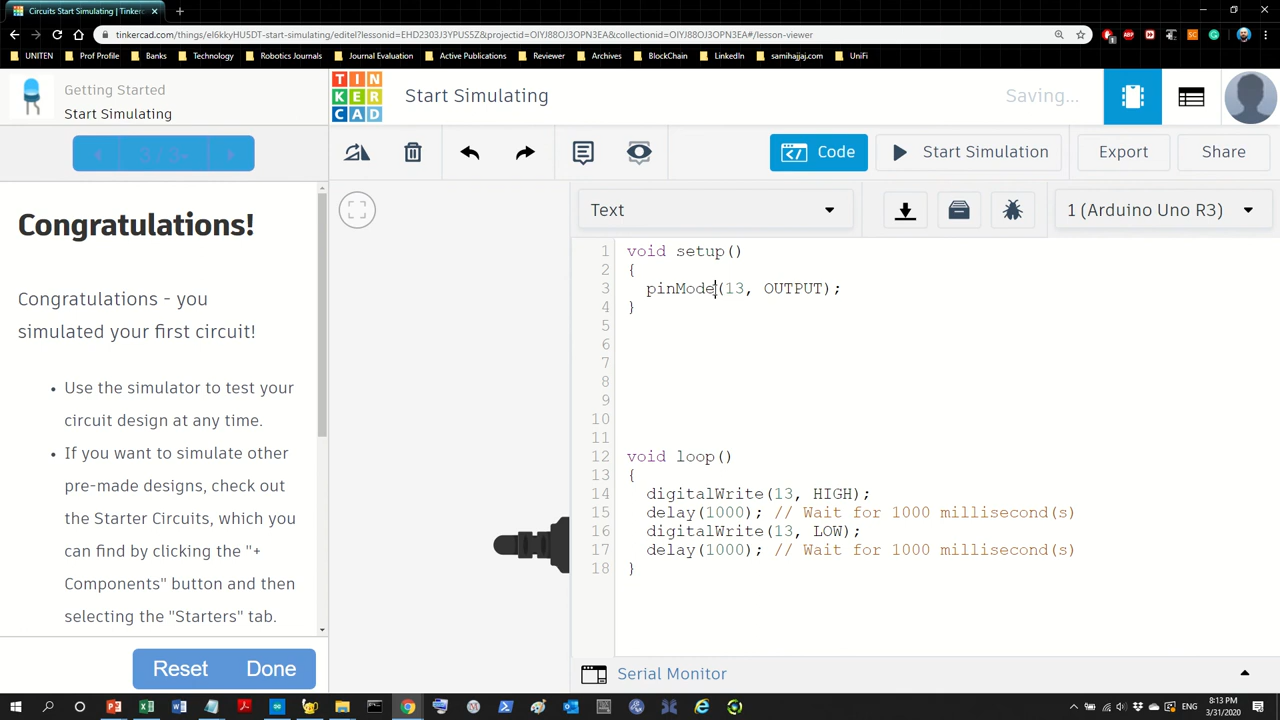 Circuits Start Simulating | Tinker
tinkercad.com/things/el6kkyHU5DT-start-simulating/editel?lessonid=EHD2303J3YPUS5Z&projectid=OIYJ88OJ3OPN3EA&collectionid=OIYJ88OJ3OPN3EA#/lesson-viewer
UNITEN
Prof Profile
Banks
Technology
Robotics Journals
Journal Evaluation
Active Publications
Reviewer
Archives
BlockChain
LinkedIn
samihajjaj.com
UniFi
Getting Started
Start Simulating
TIN
KER
CAD
Start Simulating
Saving...
3 / 3
Code
Start Simulation
Export
Share
Congratulations!
Congratulations - you
simulated your first circuit!
• Use the simulator to test your
circuit design at any time.
• If you want to simulate other
pre-made designs, check out
the Starter Circuits, which you
can find by clicking the "+
Components" button and then
selecting the "Starters" tab.
Reset
Done
Text
1 (Arduino Uno R3)
1 void setup()
2 {
3 pinMode(13, OUTPUT);
4 }
5
6
7
8
9
10
11
12 void loop()
13 {
14 digitalWrite(13, HIGH);
15 delay(1000); // Wait for 1000 millisecond(s)
16 digitalWrite(13, LOW);
17 delay(1000); // Wait for 1000 millisecond(s)
18 }
Serial Monitor
ENG
8:13 PM
3/31/2020